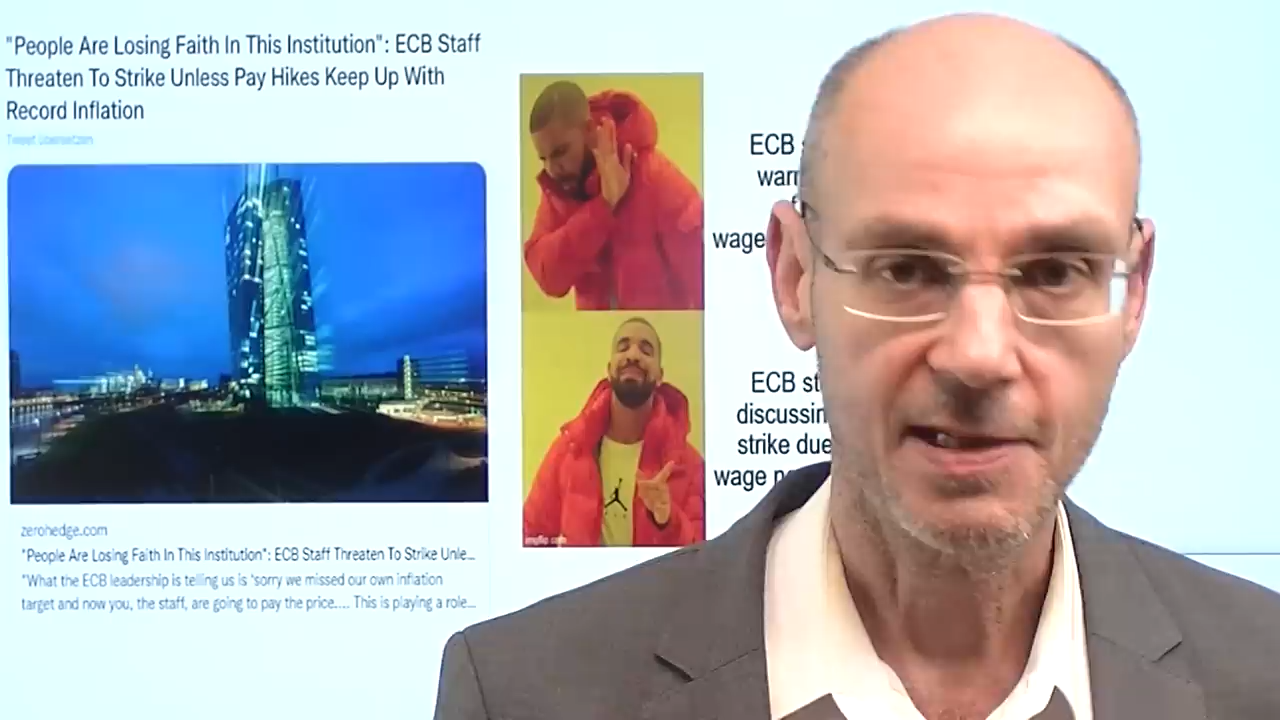 "People Are Losing Faith In This Institution": ECB Staff
Threaten To Strike Unless Pay Hikes Keep Up With
Record Inflation
Tweet übersetzen
zerohedge.com
"People Are Losing Faith In This Institution": ECB Staff Threaten To Strike Unle...
"What the ECB leadership is telling us is 'sorry we missed our own inflation
target and now you, the staff, are going to pay the price.... This is playing a role...
ECB
wage
ECB
strike due
wage